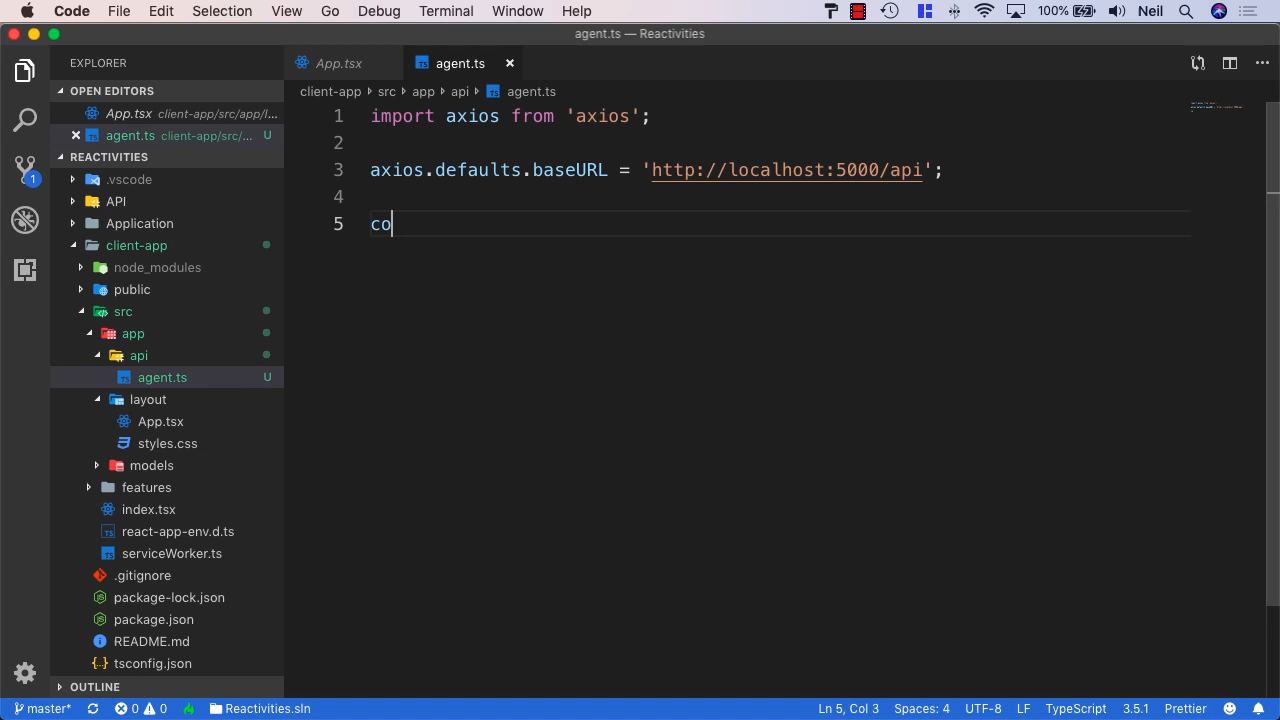 Code File Edit Selection View Go Debug Terminal Window Help 100% Neil
agent.ts — Reactivities
EXPLORER
App.tsx agent.ts
OPEN EDITORS
App.tsx client-app/src/app/l...
agent.ts client-app/src/... U
client-app › src › app › api › agent.ts
REACTIVITIES
.vscode
API
Application
client-app
node_modules
public
src
app
api
agent.ts U
layout
App.tsx
styles.css
models
features
index.tsx
react-app-env.d.ts
serviceWorker.ts
.gitignore
package-lock.json
package.json
README.md
tsconfig.json
OUTLINE
1 import axios from 'axios';
2
3 axios.defaults.baseURL = 'http://localhost:5000/api';
4
5 co
1
master* 0 0 Reactivities.sln Ln 5, Col 3 Spaces: 4 UTF-8 LF TypeScript 3.5.1 Prettier